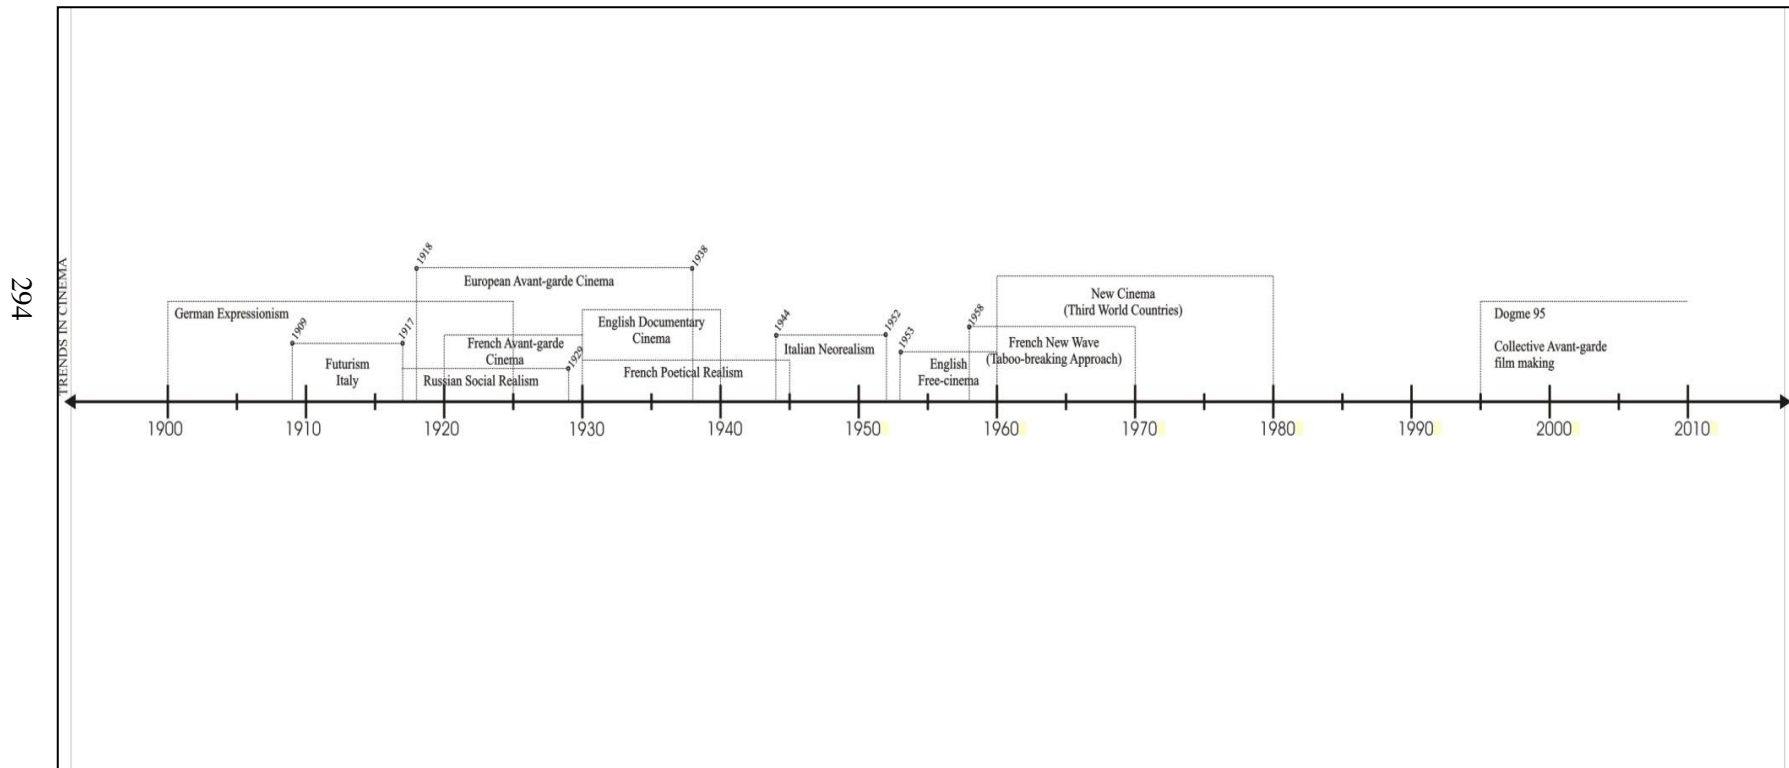 294
TRENDS IN CINEMA
1918
1938
European Avant-garde Cinema
New Cinema
(Third World Countries)
German Expressionism
1909
1917
English Documentary
Cinema
1944
1952
1953
1958
Dogme 95
French Avant-garde
Cinema
1929
Italian Neorealism
French New Wave
(Taboo-breaking Approach)
Collective Avant-garde
film making
Futurism
Italy
Russian Social Realism
French Poetical Realism
English
Free-cinema
1900
1910
1920
1930
1940
1950
1960
1970
1980
1990
2000
2010